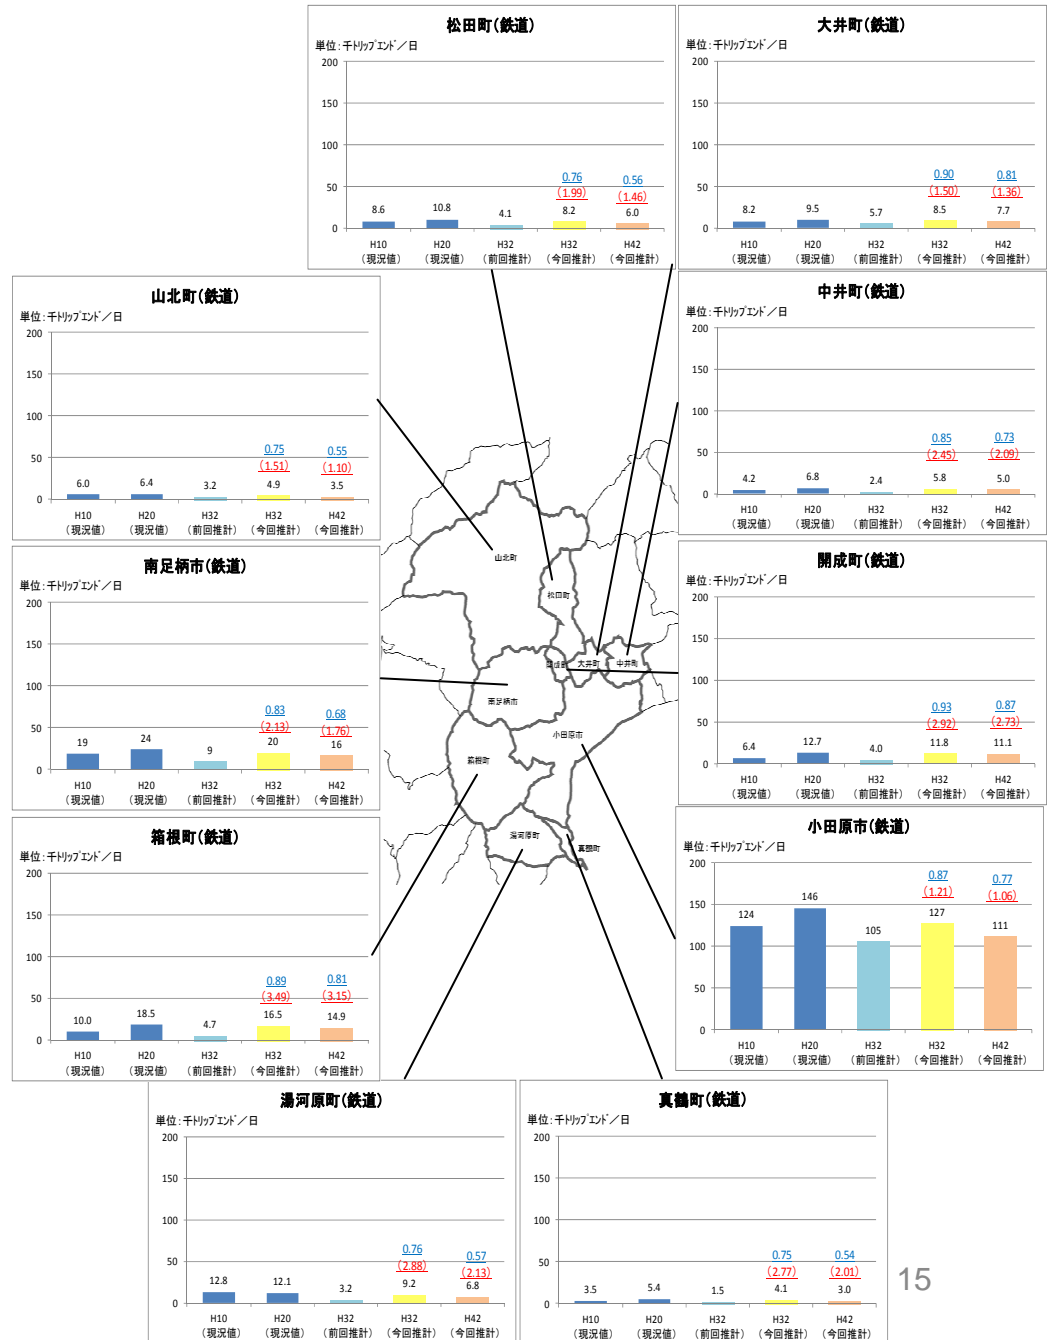 松田町(鉄道)
単位:千トリップエンド/日
200
150
100
50
0
0.76 0.56
(1.99) (1.46)
8.6 10.8 4.1 8.2 6.0
H10 H20 H32 H32 H42
(現況値) (現況値) (前回推計) (今回推計) (今回推計)
大井町(鉄道)
単位:千トリップエンド/日
200
150
100
50
0
0.90 0.81
(1.50) (1.36)
8.2 9.5 5.7 8.5 7.7
H10 H20 H32 H32 H42
(現況値) (現況値) (前回推計) (今回推計) (今回推計)
山北町(鉄道)
単位:千トリップエンド/日
200
150
100
50
0
0.75 0.55
(1.51) (1.10)
6.0 6.4 3.2 4.9 3.5
H10 H20 H32 H32 H42
(現況値) (現況値) (前回推計) (今回推計) (今回推計)
中井町(鉄道)
単位:千トリップエンド/日
200
150
100
50
0
0.85 0.73
(2.45) (2.09)
4.2 6.8 2.4 5.8 5.0
H10 H20 H32 H32 H42
(現況値) (現況値) (前回推計) (今回推計) (今回推計)
南足柄市(鉄道)
単位:千トリップエンド/日
200
150
100
50
0
0.83 0.68
(2.13) (1.76)
19 24 9 20 16
H10 H20 H32 H32 H42
(現況値) (現況値) (前回推計) (今回推計) (今回推計)
開成町(鉄道)
単位:千トリップエンド/日
200
150
100
50
0
0.93 0.87
(2.92) (2.73)
6.4 12.7 4.0 11.8 11.1
H10 H20 H32 H32 H42
(現況値) (現況値) (前回推計) (今回推計) (今回推計)
山北町
松田町
開成町 大井町 中井町
南足柄市
小田原市
箱根町
湯河原町
真鶴町
箱根町(鉄道)
単位:千トリップエンド/日
200
150
100
50
0
0.89 0.81
(3.49) (3.15)
10.0 18.5 4.7 16.5 14.9
H10 H20 H32 H32 H42
(現況値) (現況値) (前回推計) (今回推計) (今回推計)
小田原市(鉄道)
単位:千トリップエンド/日
200
150
100
50
0
0.87 0.77
(1.21) (1.06)
124 146 105 127 111
H10 H20 H32 H32 H42
(現況値) (現況値) (前回推計) (今回推計) (今回推計)
湯河原町(鉄道)
単位:千トリップエンド/日
200
150
100
50
0
0.76 0.57
(2.88) (2.13)
12.8 12.1 3.2 9.2 6.8
H10 H20 H32 H32 H42
(現況値) (現況値) (前回推計) (今回推計) (今回推計)
真鶴町(鉄道)
単位:千トリップエンド/日
200
150
100
50
0
0.75 0.54
(2.77) (2.01)
3.5 5.4 1.5 4.1 3.0
H10 H20 H32 H32 H42
(現況値) (現況値) (前回推計) (今回推計) (今回推計)
15